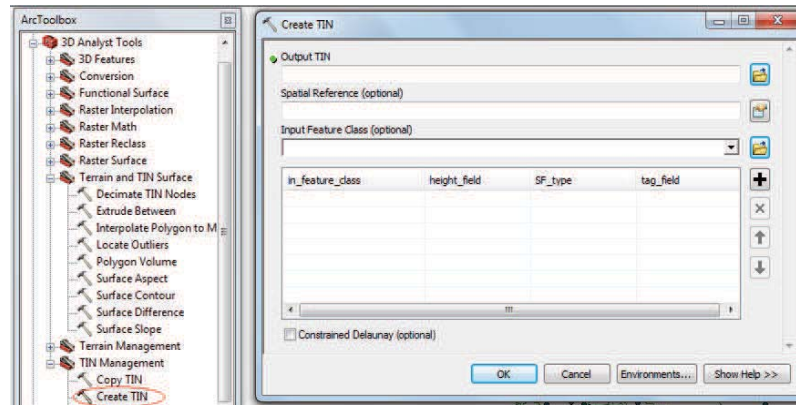 ArcToolbox
3D Analyst Tools
3D Features
Conversion
Functional Surface
Raster Interpolation
Raster Math
Raster Reclass
Raster Surface
Terrain and TIN Surface
Decimate TIN Nodes
Extrude Between
Interpolate Polygon to M
Locate Outliers
Polygon Volume
Surface Aspect
Surface Contour
Surface Difference
Surface Slope
Terrain Management
TIN Management
Copy TIN
Create TIN
Create TIN
Output TIN
Spatial Reference (optional)
Input Feature Class (optional)
in_feature_class height_field SF_type tag_field
Constrained Delaunay (optional)
OK Cancel Environments... Show Help >>